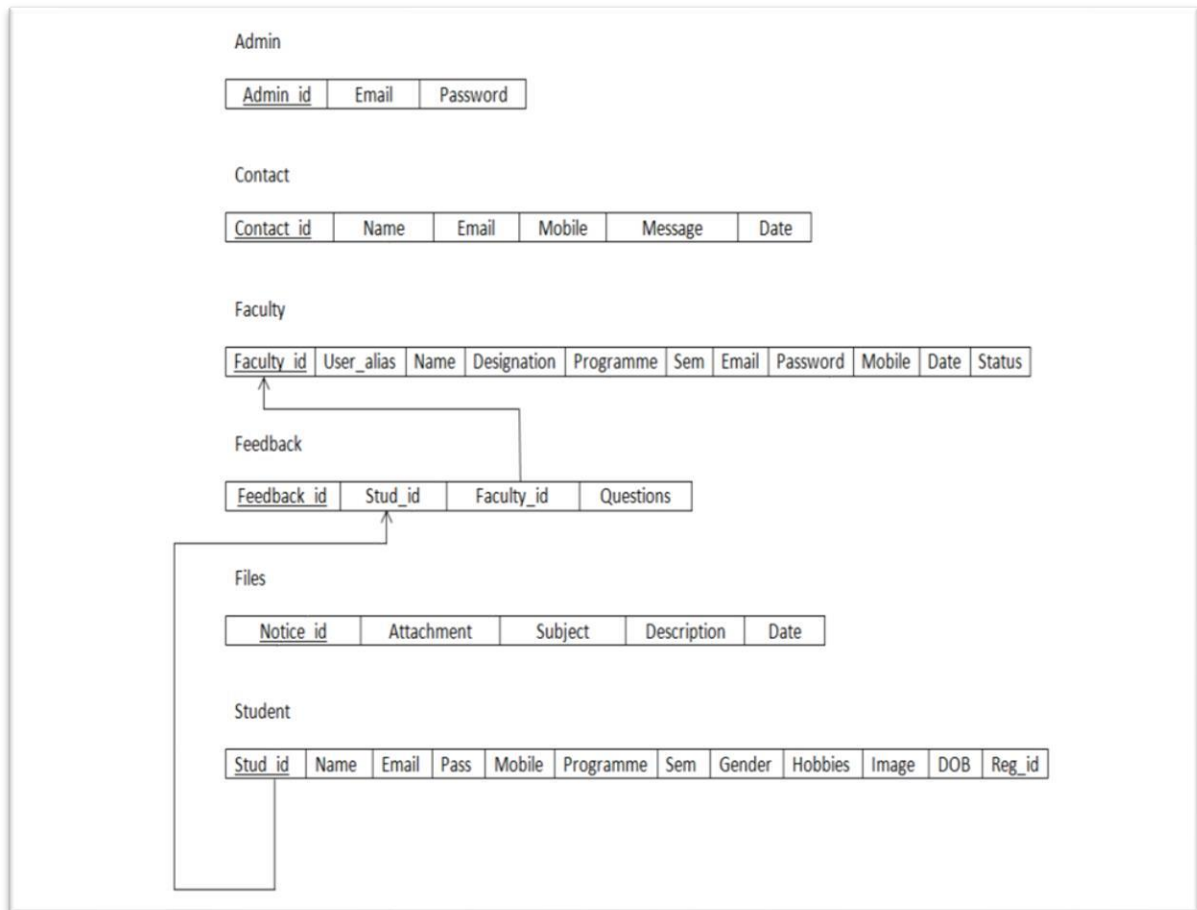 Admin
Admin_id Email Password
Contact
Contact_id Name Email Mobile Message Date
Faculty
Faculty_id User_alias Name Designation Programme Sem Email Password Mobile Date Status
Feedback
Feedback_id Stud_id Faculty_id Questions
Files
Notice_id Attachment Subject Description Date
Student
Stud_id Name Email Pass Mobile Programme Sem Gender Hobbies Image DOB Reg_id